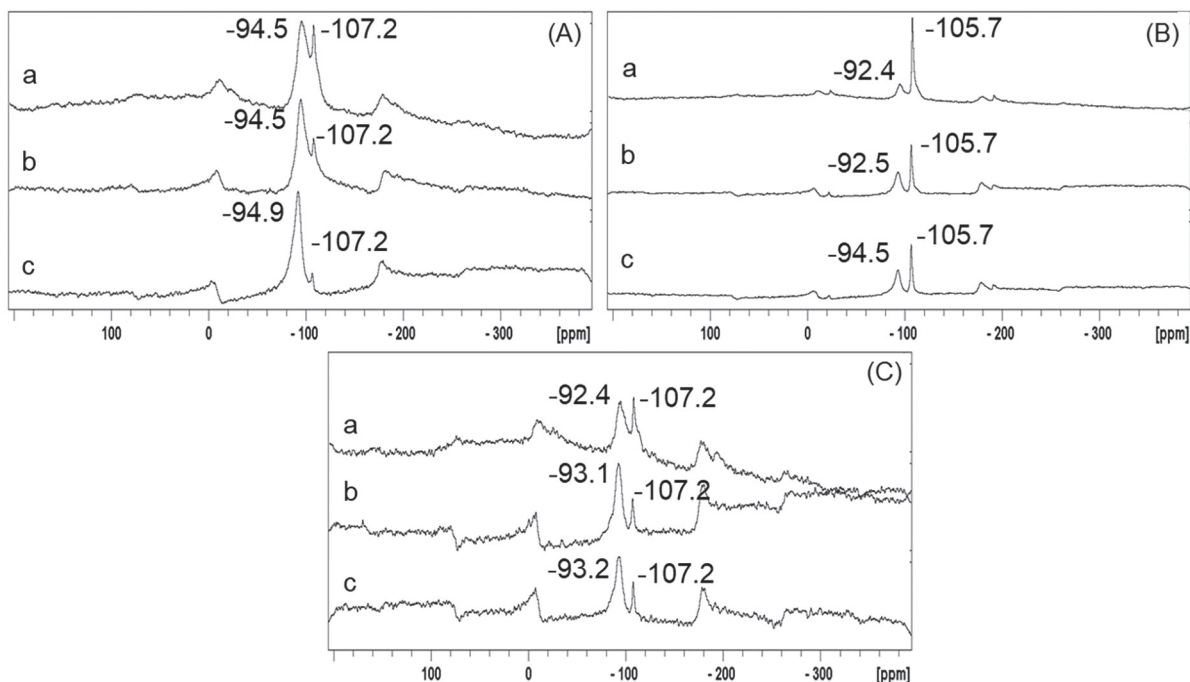 (A)
-94.5 -107.2
a
-94.5 -107.2
b
-94.9
-107.2
c
100 0 - 100 - 200 - 300 [ppm]
(B)
-105.7
-92.4
a
-105.7
b
-92.5
-105.7
c
-94.5
100 0 - 100 - 200 - 300 [ppm]
(C)
-92.4 -107.2
a
-93.1
-107.2
b
-93.2 -107.2
c
100 0 - 100 - 200 - 300 [ppm]